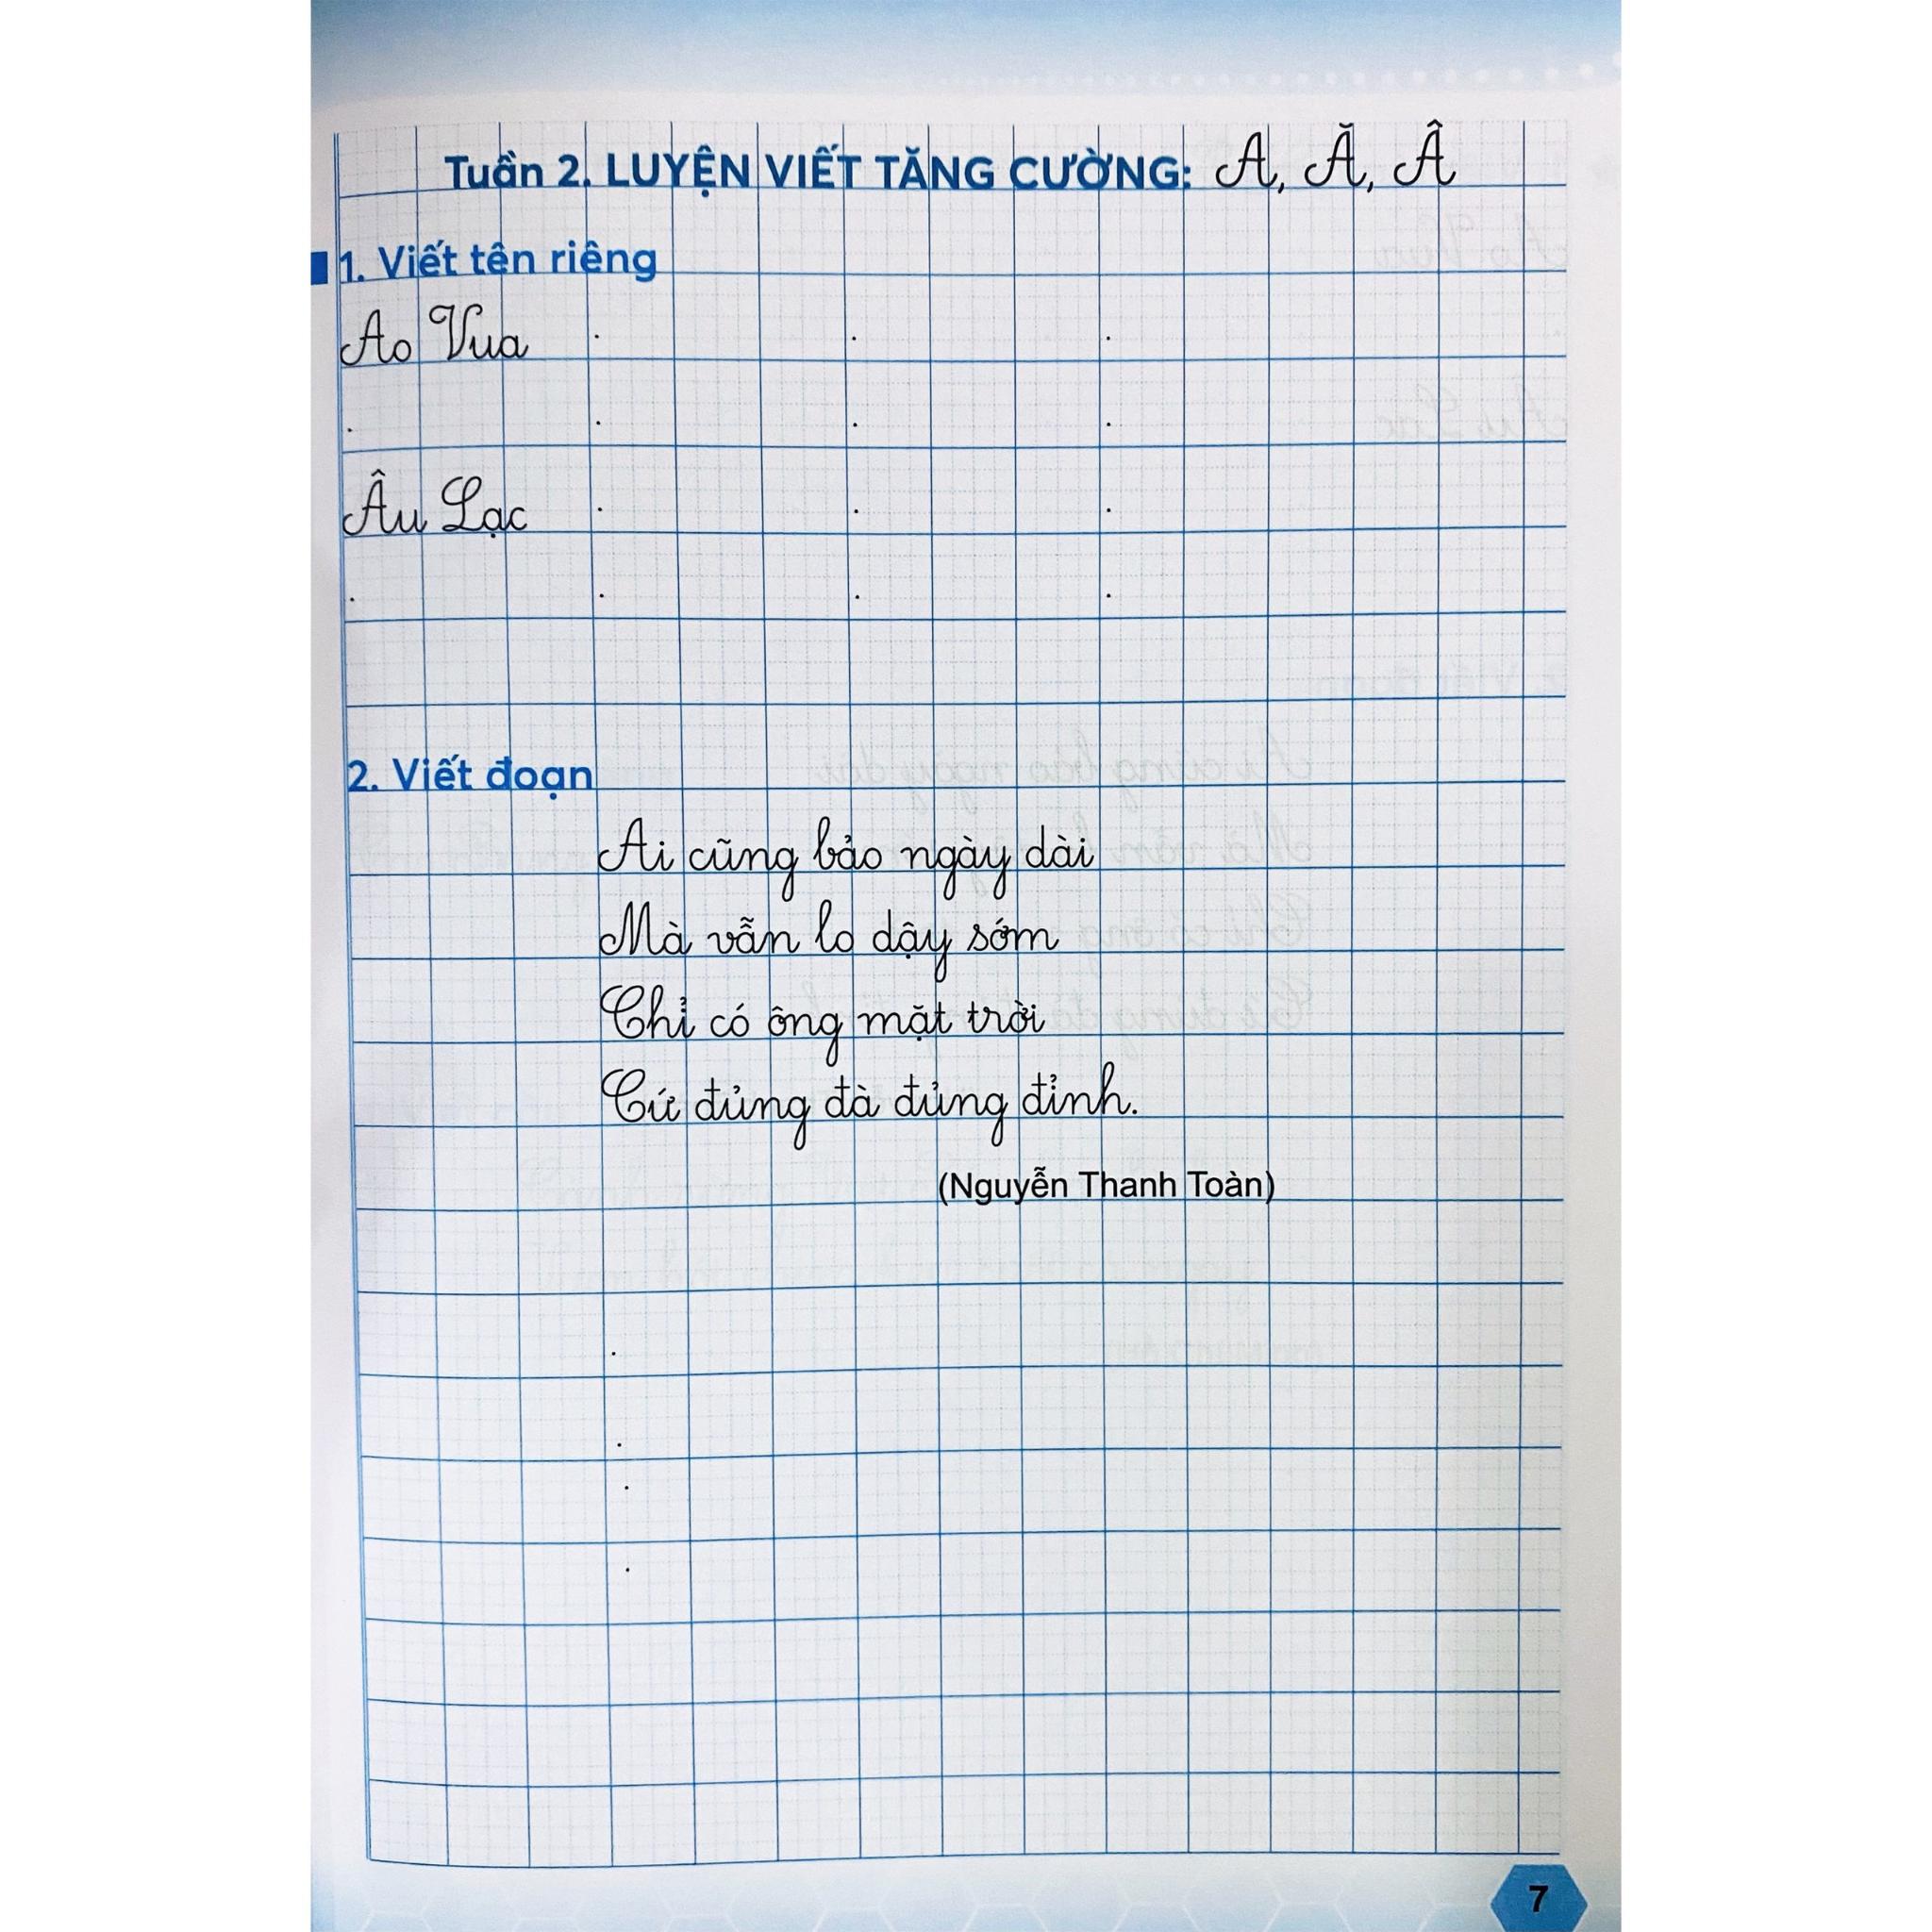 Tuần 2. LUYỆN VIẾT TĂNG CƯỜNG: A, Ă, Â
1. Viết tên riêng
Ao Vua
Âu Lạc
2. Viết đoạn
Ai cũng bảo ngày dài
Mà vẫn lo dậy sớm
Chỉ có ông mặt trời
Cứ đủng đà đủng đỉnh.
(Nguyễn Thanh Toàn)
7